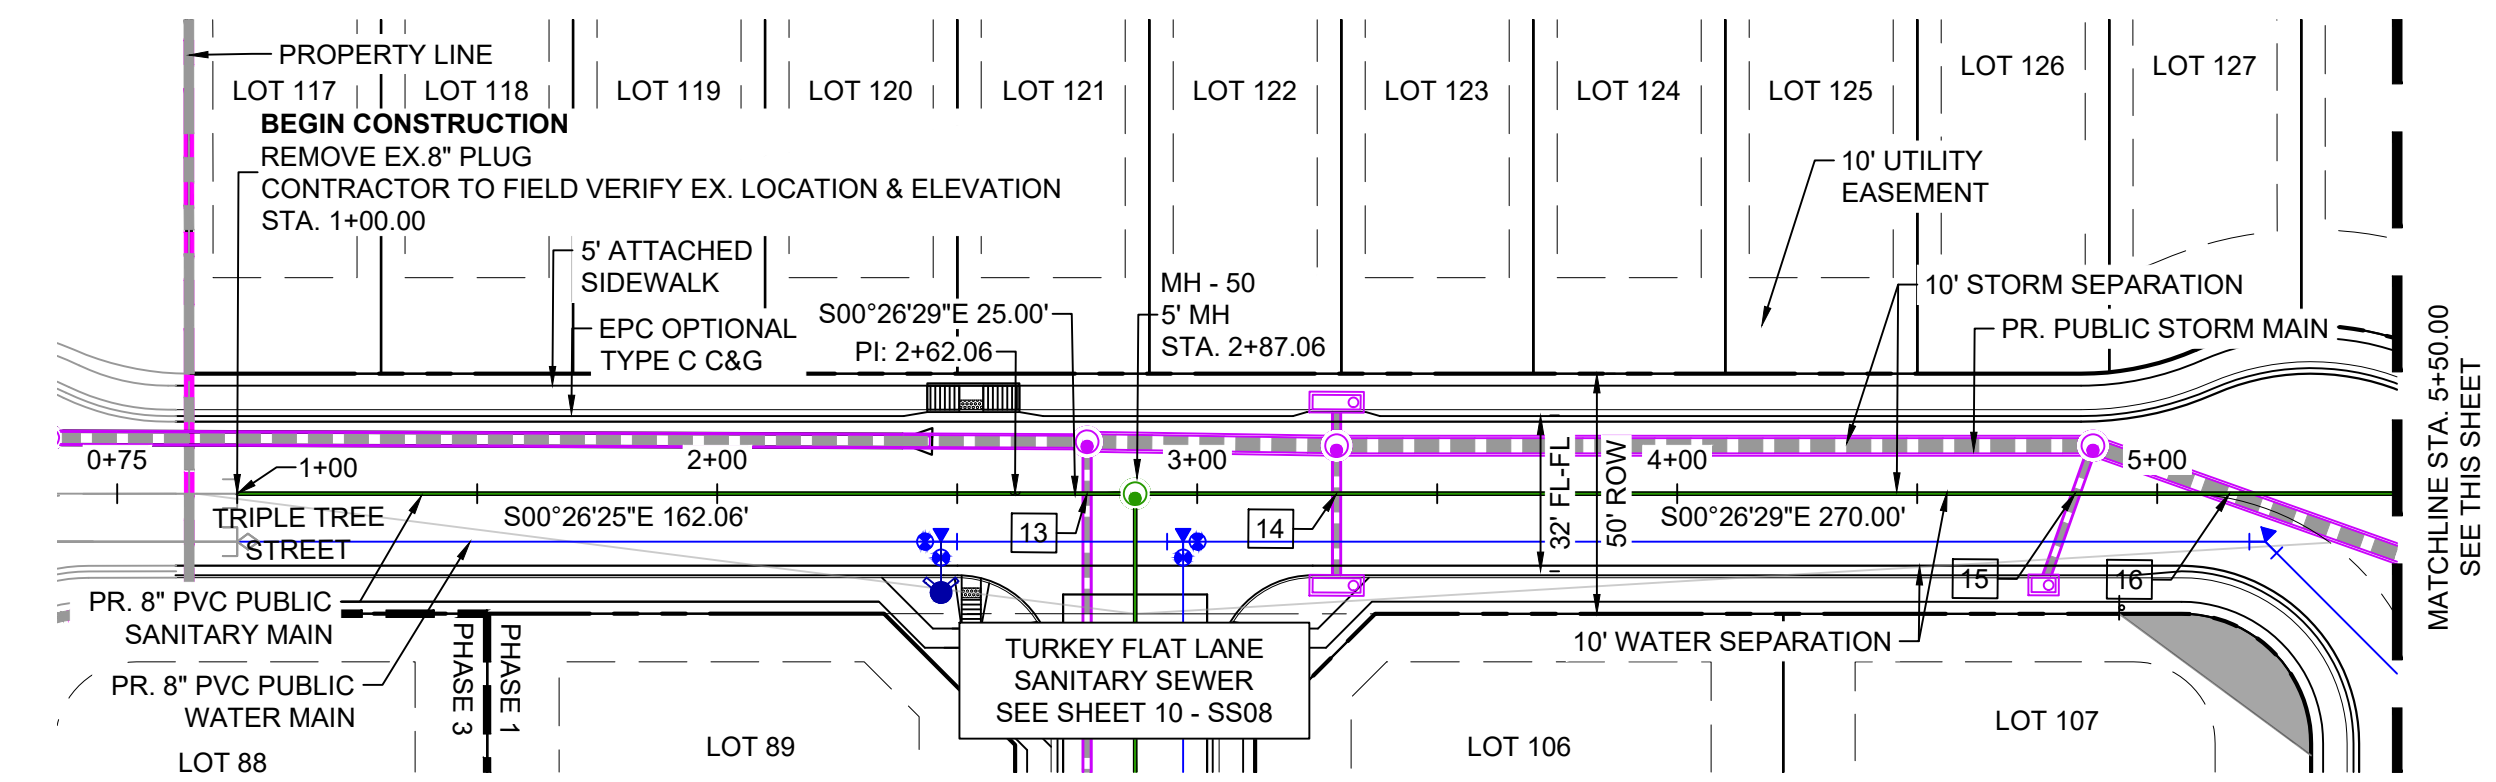 PROPERTY LINE
LOT 117
LOT 118
LOT 119
LOT 120
LOT 121
LOT 122
LOT 123
LOT 124
LOT 125
LOT 126
LOT 127
BEGIN CONSTRUCTION
REMOVE EX.8" PLUG
CONTRACTOR TO FIELD VERIFY EX. LOCATION & ELEVATION
STA. 1+00.00
10' UTILITY
EASEMENT
5' ATTACHED
SIDEWALK
EPC OPTIONAL
TYPE C C&G
S00°26'29"E 25.00'
PI: 2+62.06
MH - 50
5' MH
STA. 2+87.06
10' STORM SEPARATION
PR. PUBLIC STORM MAIN
MATCHLINE STA. 5+50.00
SEE THIS SHEET
0+75
1+00
2+00
3+00
4+00
5+00
32' FL-FL
50' ROW
TRIPLE TREE
STREET
S00°26'25"E 162.06'
13
14
S00°26'29"E 270.00'
15
16
PR. 8" PVC PUBLIC
SANITARY MAIN
PR. 8" PVC PUBLIC
WATER MAIN
PHASE 3
PHASE 1
TURKEY FLAT LANE
SANITARY SEWER
SEE SHEET 10 - SS08
10' WATER SEPARATION
LOT 88
LOT 89
LOT 106
LOT 107